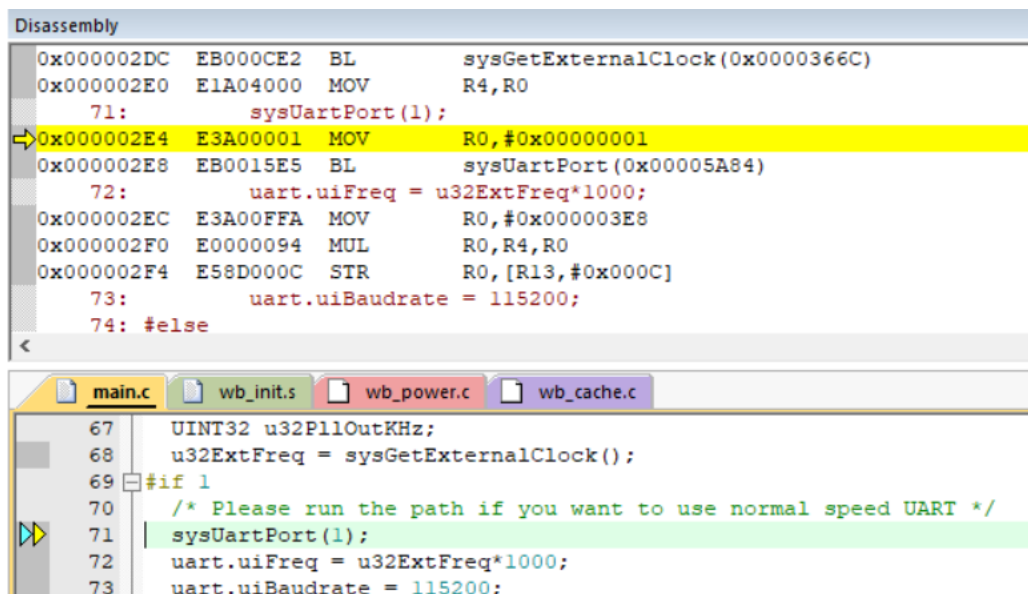 Disassembly
0x000002DC  EB000CE2  BL       sysGetExternalClock(0x0000366C)
0x000002E0  E1A04000  MOV      R4,R0
    71:         sysUartPort(1);
0x000002E4  E3A00001  MOV      R0,#0x00000001
0x000002E8  EB0015E5  BL       sysUartPort(0x00005A84)
    72:         uart.uiFreq = u32ExtFreq*1000;
0x000002EC  E3A00FFA  MOV      R0,#0x000003E8
0x000002F0  E0000094  MUL      R0,R4,R0
0x000002F4  E58D000C  STR      R0,[R13,#0x000C]
    73:         uart.uiBaudrate = 115200;
    74: #else
main.c  wb_init.s  wb_power.c  wb_cache.c
67    UINT32 u32PllOutKHz;
68    u32ExtFreq = sysGetExternalClock();
69  #if 1
70    /* Please run the path if you want to use normal speed UART */
71    sysUartPort(1);
72    uart.uiFreq = u32ExtFreq*1000;
73    uart.uiBaudrate = 115200;